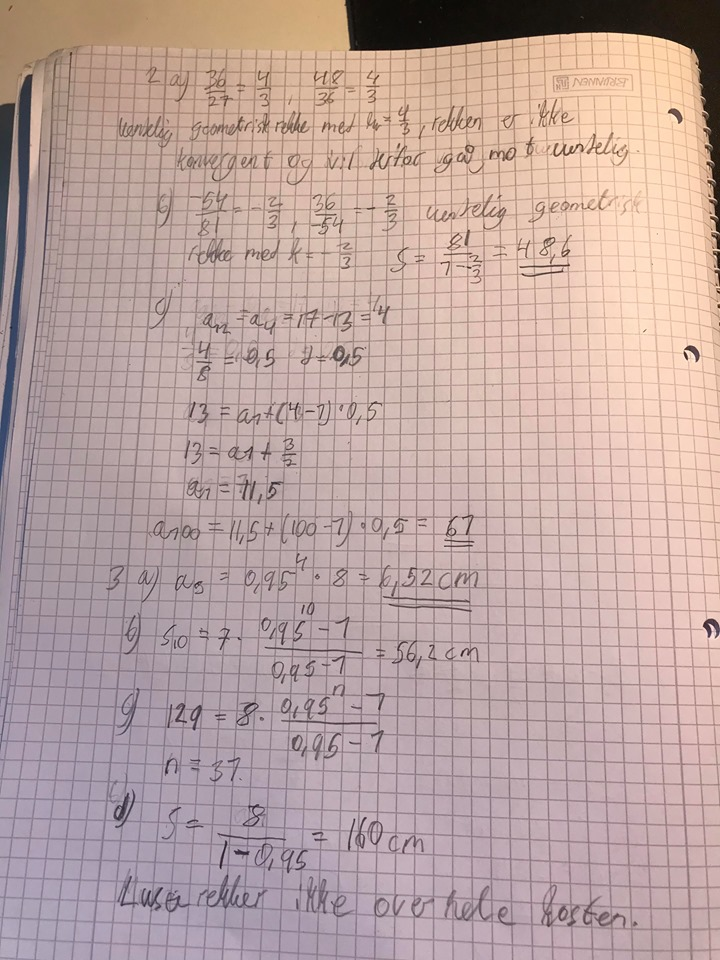 BRUNNEN
2 a) 36/27 = 4/3 , 48/36 = 4/3
uendelig geometrisk rekke med k = 4/3, rekken er ikke
konvergent og vil derfor gå mot uendelig.
b) -54/81 = -2/3 , 36/-54 = -2/3 uendelig geometrisk
rekke med k = -2/3 S = 81/(1--2/3) = 48,6
c) a12 = a4 = 17-13 = 4
4/8 = 0,5 d = 0,5
13 = a1+(4-1)·0,5
13 = a1 + 3/2
a1 = 11,5
a100 = 11,5+(100-1)·0,5 = 61
3 a) a5 = 0,95^4 · 8 = 6,52 cm
b) S10 = 7 · (0,95^10 - 1)/(0,95-1) = 56,2 cm
c) 129 = 8 · (0,95^n - 1)/(0,95 - 1)
n = 31.
d) S = 8/(1-0,95) = 160 cm
Lusa rekker ikke over hele kosten.